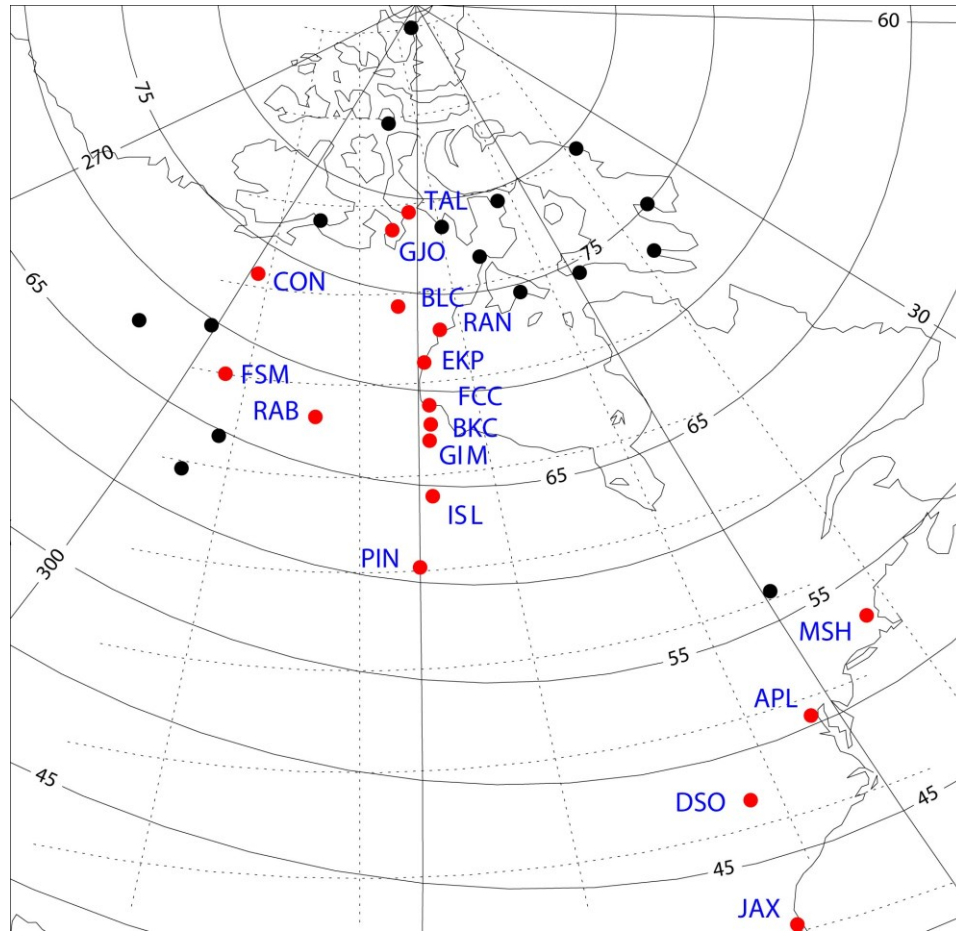 60
75
270
TAL
GJO
75
CON
65
BLC
30
RAN
EKP
FSM
FCC
RAB
65
BKC
GIM
65
ISL
PIN
300
55
MSH
55
APL
45
45
DSO
45
JAX